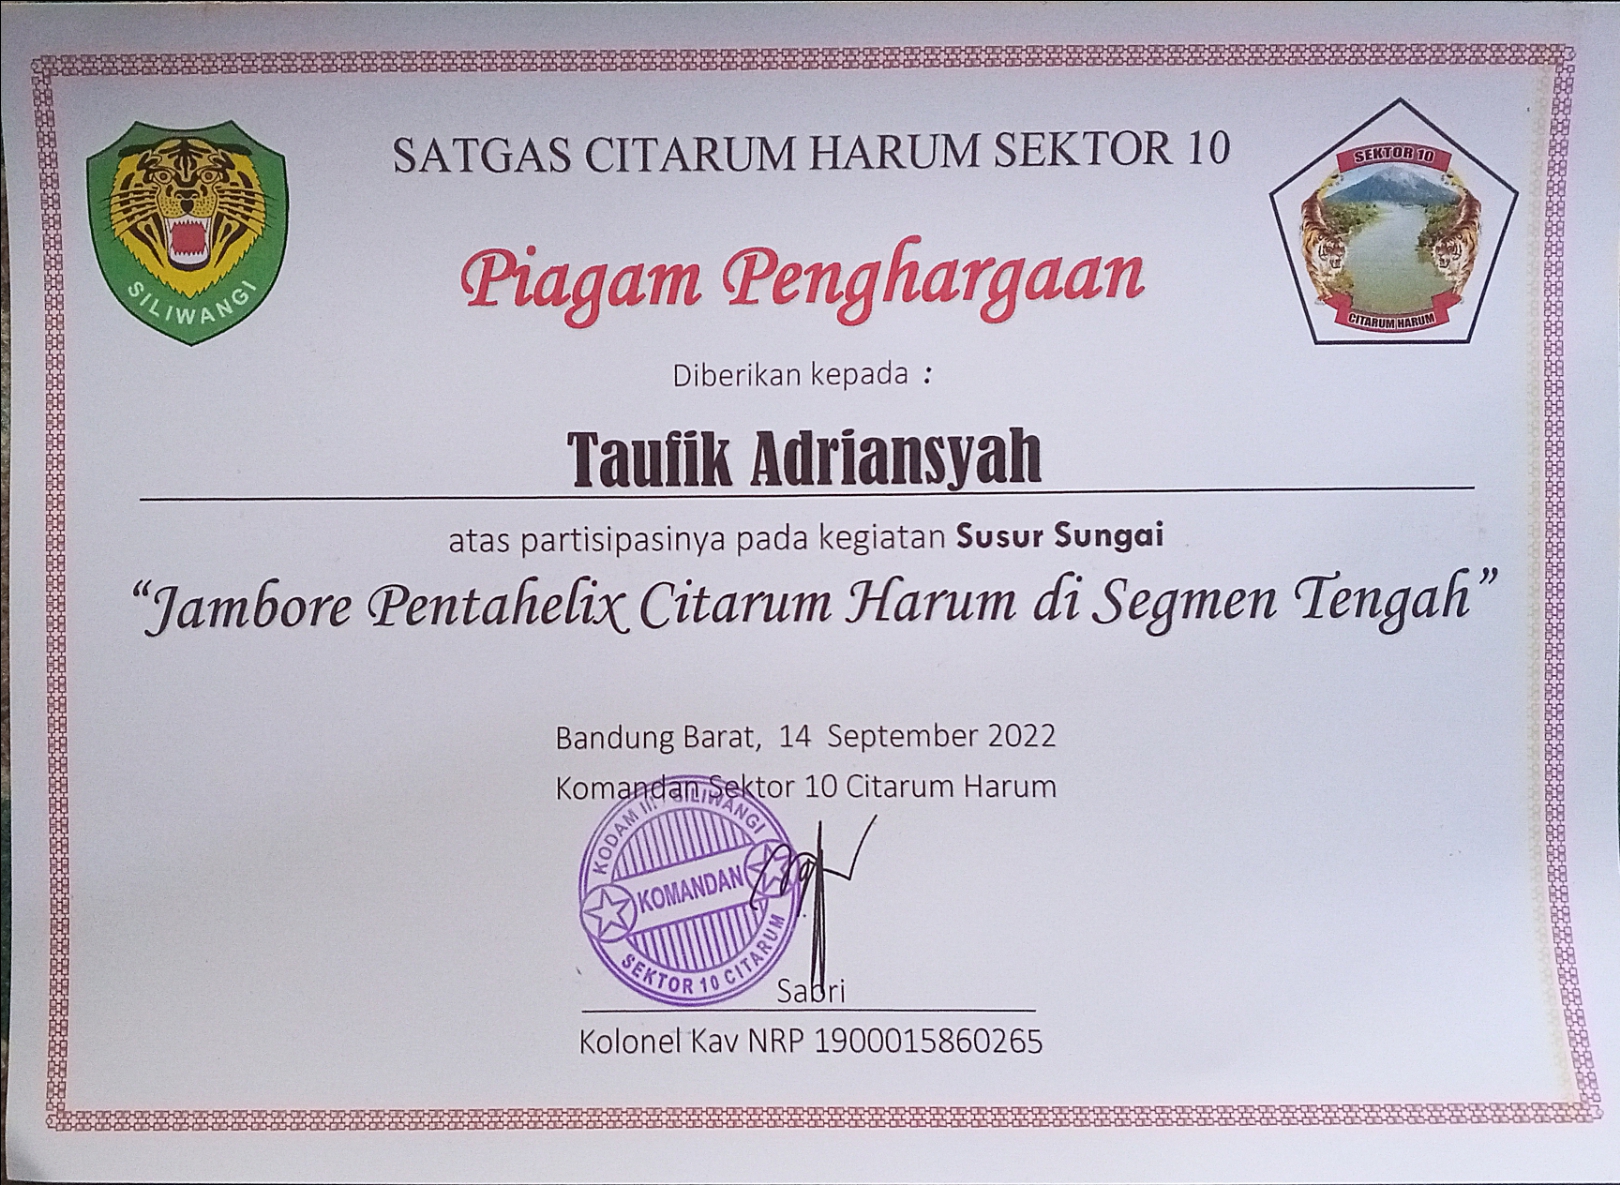 SILIWANGI
SATGAS CITARUM HARUM SEKTOR 10
SEKTOR 10
CITARUM HARUM
Piagam Penghargaan
Diberikan kepada :
Taufik Adriansyah
atas partisipasinya pada kegiatan Susur Sungai
“Jambore Pentahelix Citarum Harum di Segmen Tengah”
Bandung Barat, 14 September 2022
Komandan Sektor 10 Citarum Harum
KODAM III / SILIWANGI
KOMANDAN
SEKTOR 10 CITARUM
Sabri
Kolonel Kav NRP 1900015860265